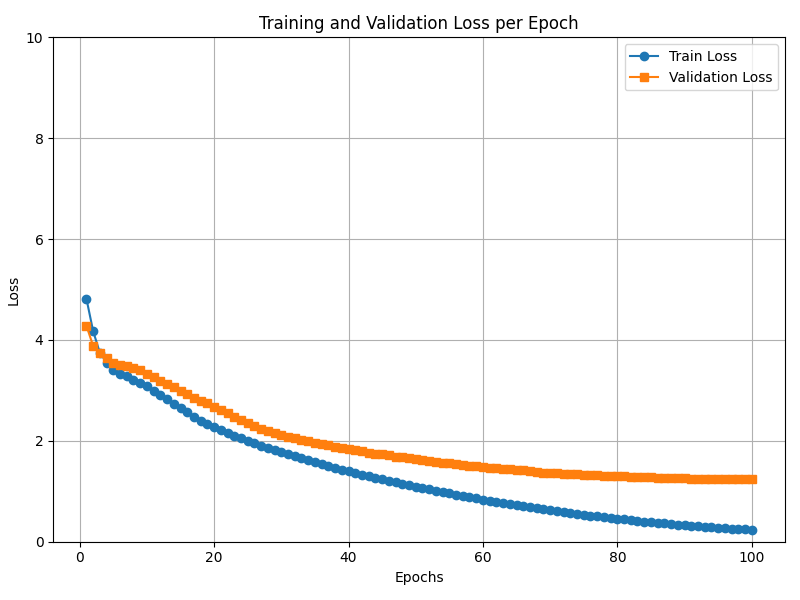 Training and Validation Loss per Epoch
Train Loss
Validation Loss
Loss
10
8
6
4
2
0
0 20 40 60 80 100
Epochs